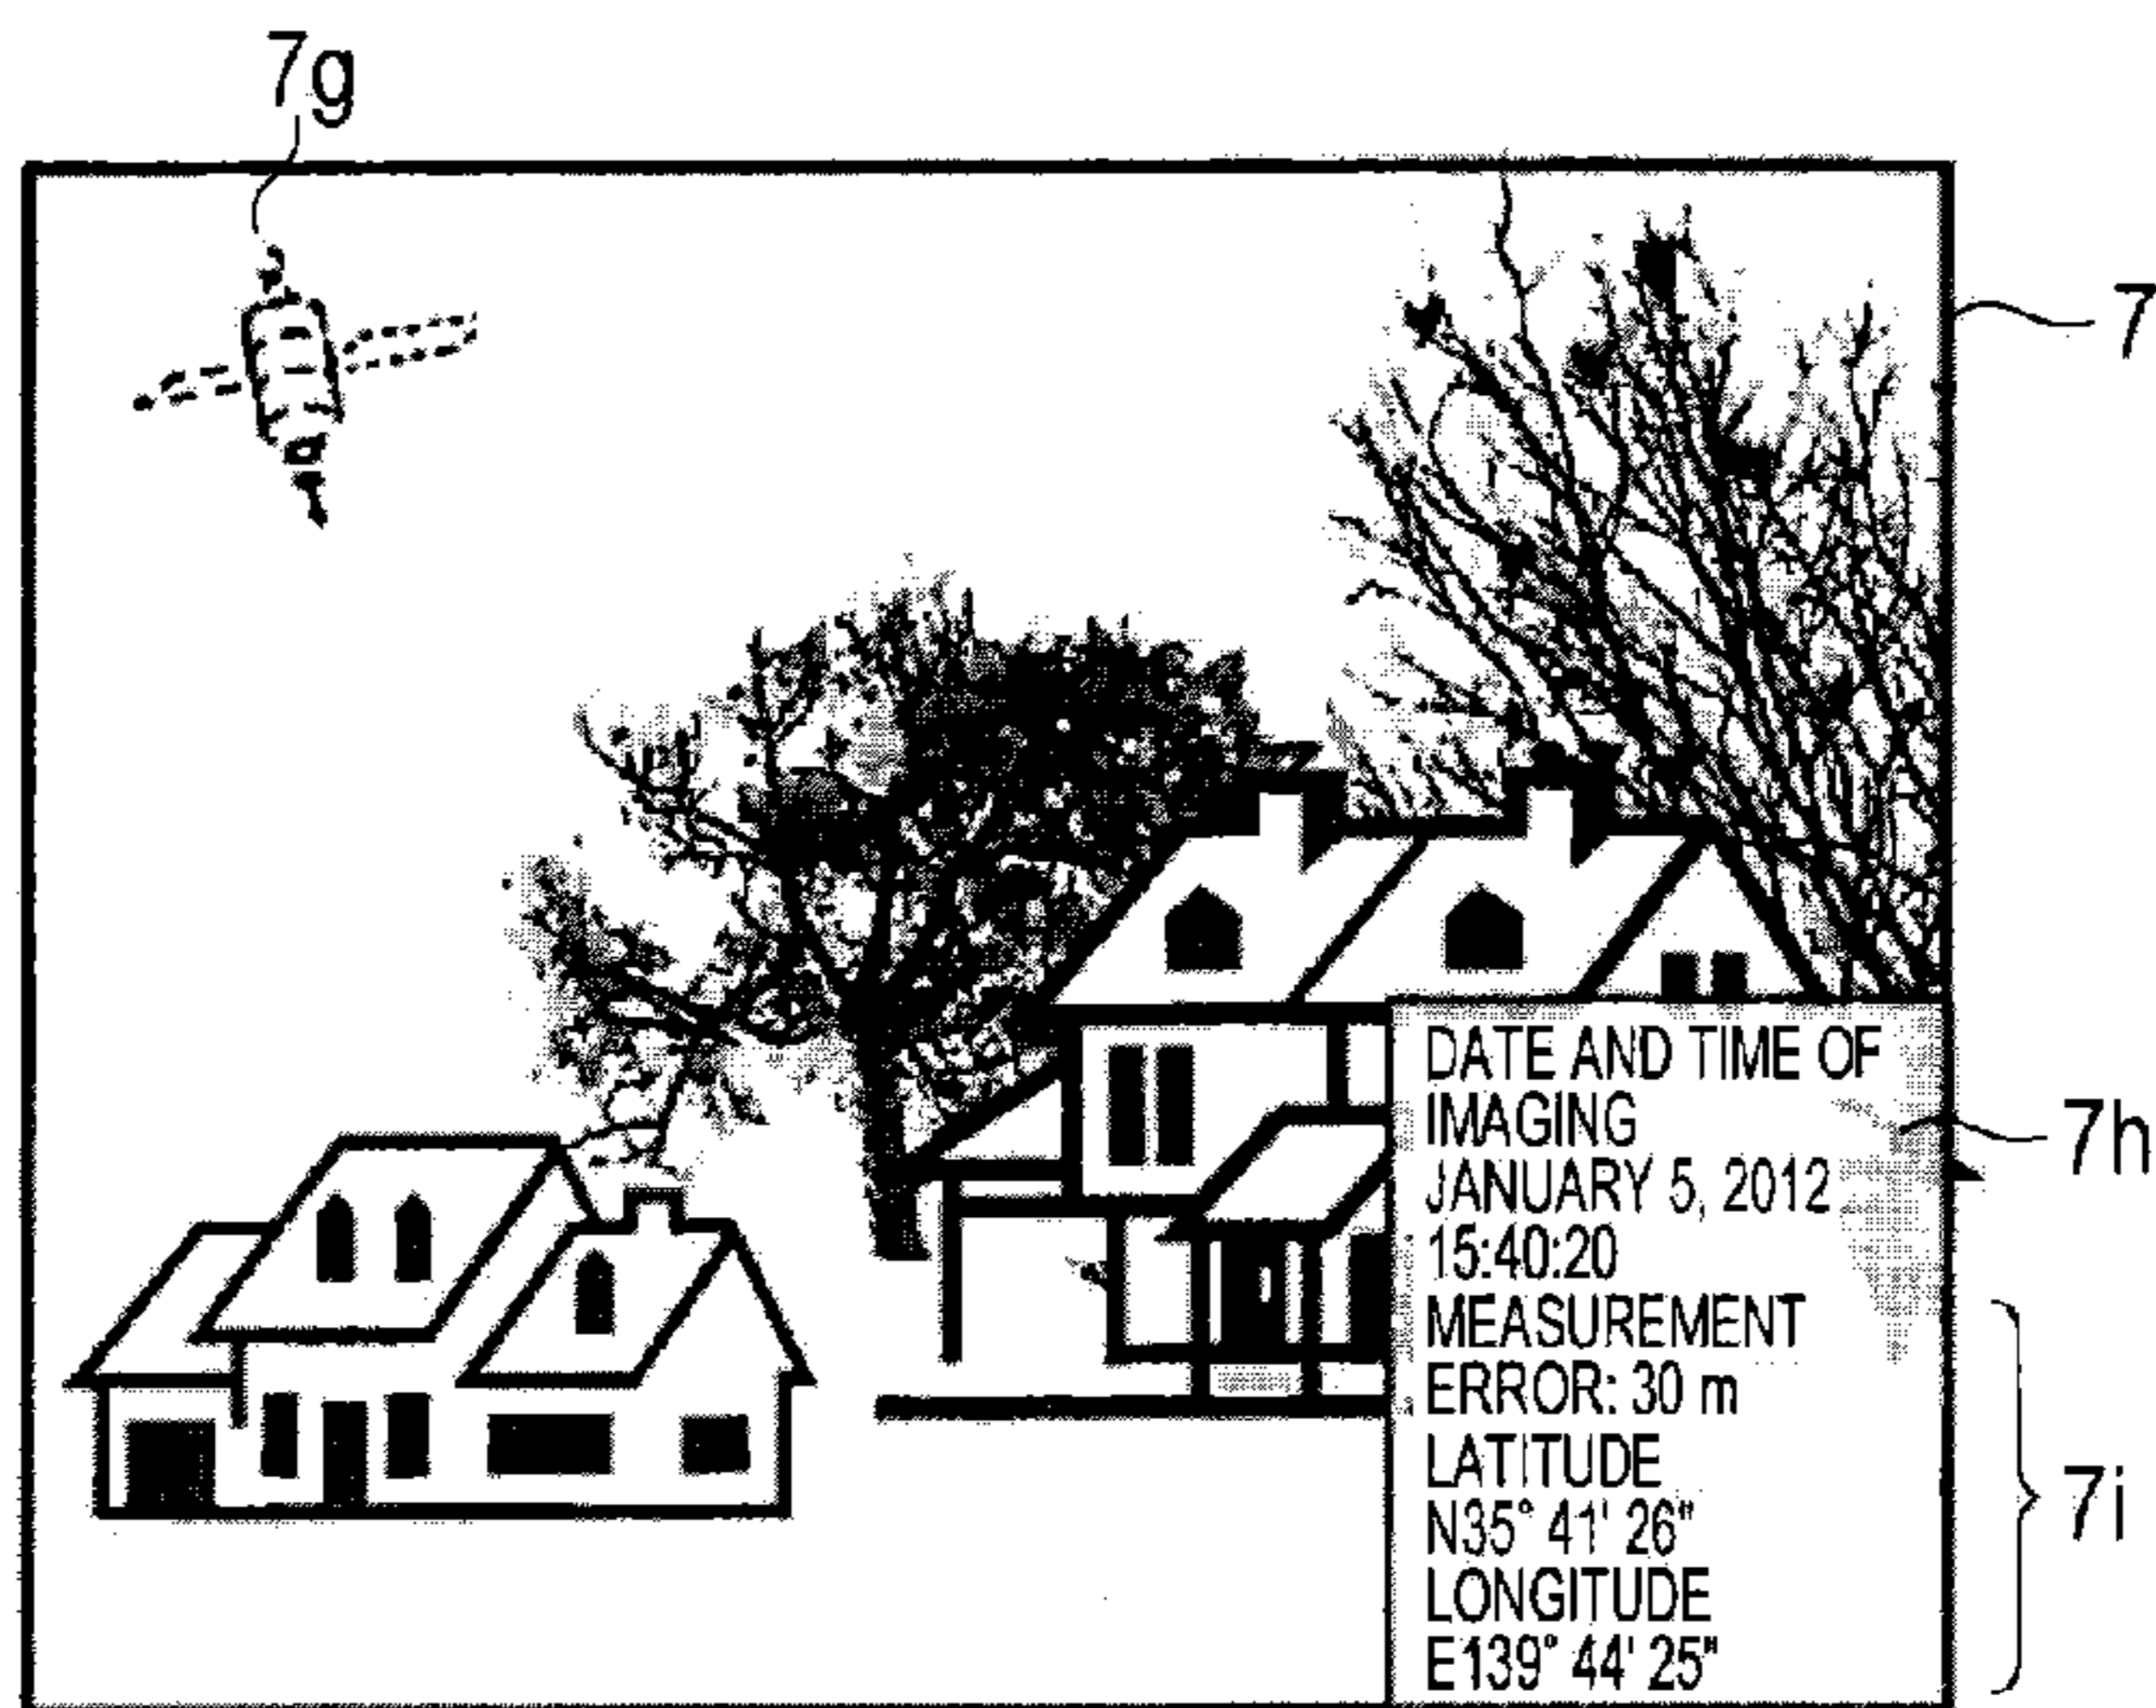 7g
7
DATE AND TIME OF
IMAGING
JANUARY 5, 2012
15:40:20
MEASUREMENT
ERROR: 30 m
LATITUDE
N35° 41' 26"
LONGITUDE
E139° 44' 25"
7h
7i